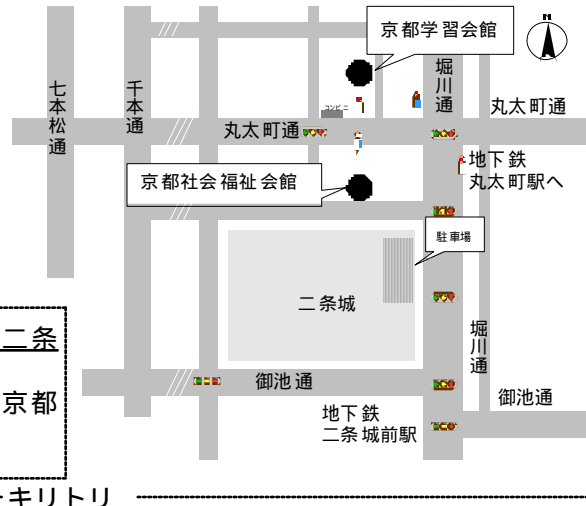 京都学習会館
N
七本松通
千本通
堀川通
コンビニ
丸太町通
丸太町通
地下鉄
丸太町駅へ
京都社会福祉会館
駐車場
二条城
堀川通
二条
京都
御池通
御池通
地下鉄
二条城前駅
キリトリ